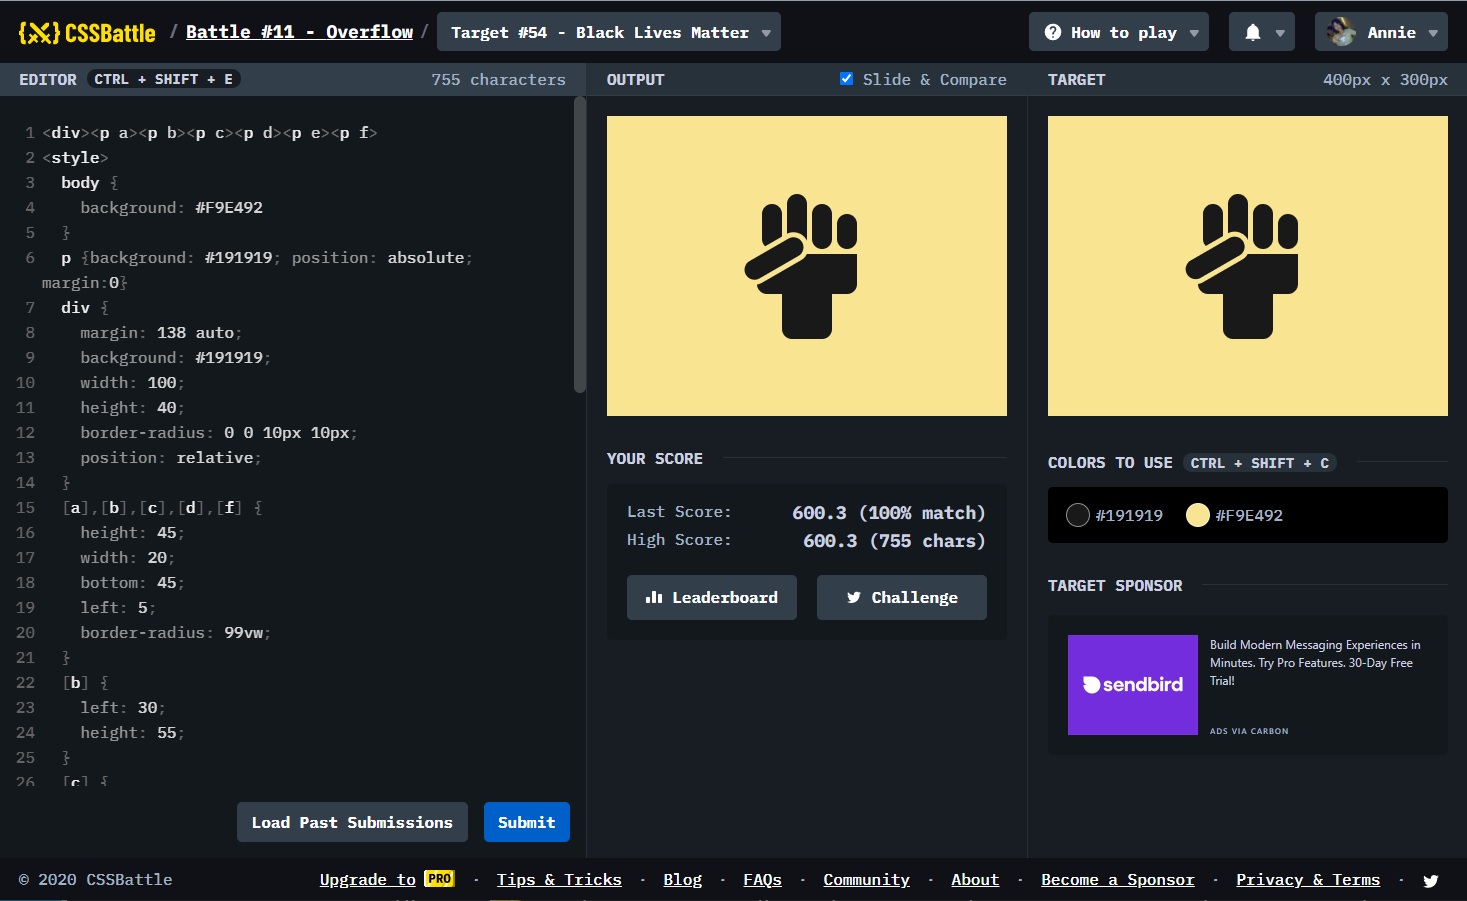 CSSBattle / Battle #11 - Overflow / Target #54 - Black Lives Matter
How to play
Annie
EDITOR CTRL + SHIFT + E 755 characters
1 <div><p a><p b><p c><p d><p e><p f>
2 <style>
3 body {
4 background: #F9E492
5 }
6 p {background: #191919; position: absolute;
margin:0}
7 div {
8 margin: 138 auto;
9 background: #191919;
10 width: 100;
11 height: 40;
12 border-radius: 0 0 10px 10px;
13 position: relative;
14 }
15 [a],[b],[c],[d],[f] {
16 height: 45;
17 width: 20;
18 bottom: 45;
19 left: 5;
20 border-radius: 99vw;
21 }
22 [b] {
23 left: 30;
24 height: 55;
25 }
26 [c] {
Load Past Submissions Submit
OUTPUT Slide & Compare
YOUR SCORE
Last Score: 600.3 (100% match)
High Score: 600.3 (755 chars)
Leaderboard Challenge
TARGET 400px x 300px
COLORS TO USE CTRL + SHIFT + C
#191919 #F9E492
TARGET SPONSOR
sendbird
Build Modern Messaging Experiences in
Minutes. Try Pro Features. 30-Day Free
Trial!
ADS VIA CARBON
© 2020 CSSBattle
Upgrade to PRO · Tips & Tricks · Blog · FAQs · Community · About · Become a Sponsor · Privacy & Terms ·